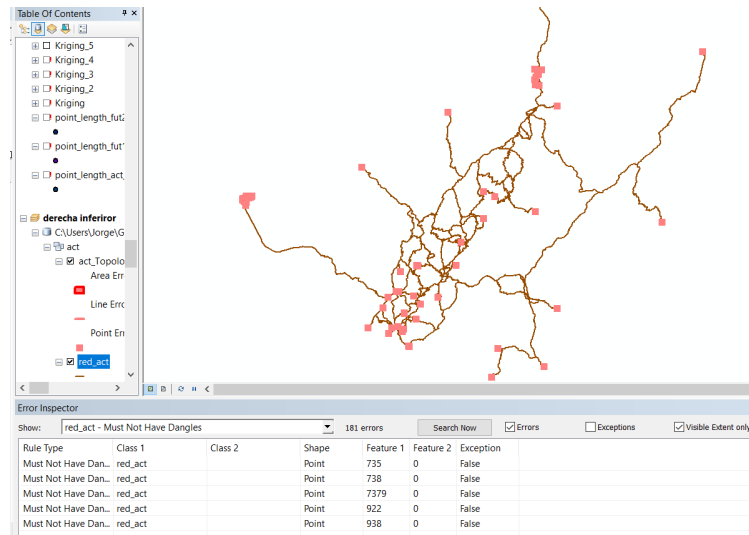 Table Of Contents
Kriging_5
Kriging_4
Kriging_3
Kriging_2
Kriging
point_length_fut2
point_length_fut1
point_length_act_
derecha inferiror
C:\Users\Jorge\G
act
act_Topolo
Area Err
Line Erro
Point Err
red_act
Error Inspector
Show: red_act - Must Not Have Dangles 181 errors Search Now Errors Exceptions Visible Extent only
Rule Type Class 1 Class 2 Shape Feature 1 Feature 2 Exception
Must Not Have Dan... red_act Point 735 0 False
Must Not Have Dan... red_act Point 738 0 False
Must Not Have Dan... red_act Point 7379 0 False
Must Not Have Dan... red_act Point 922 0 False
Must Not Have Dan... red_act Point 938 0 False